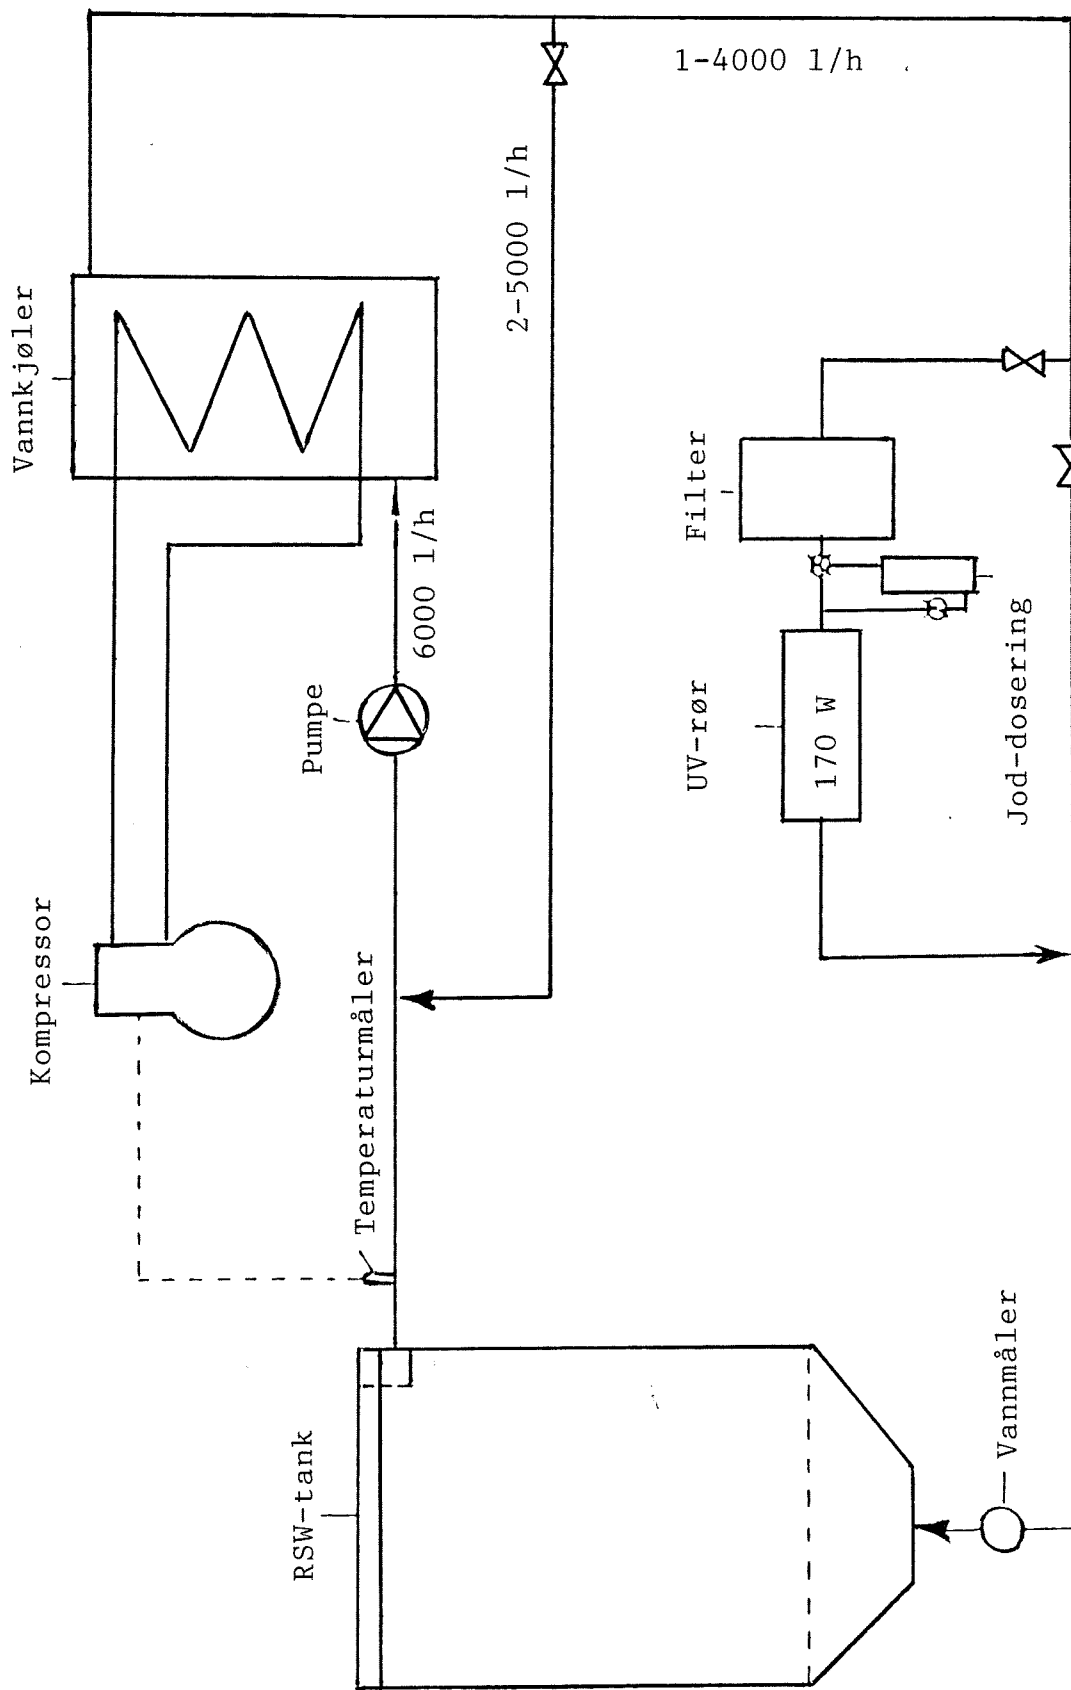 Vannkjøler
1-4000 l/h
2-5000 l/h
6000 l/h
Filter
Pumpe
UV-rør
170 W
Jod-dosering
Kompressor
Temperaturmåler
RSW-tank
Vannmåler